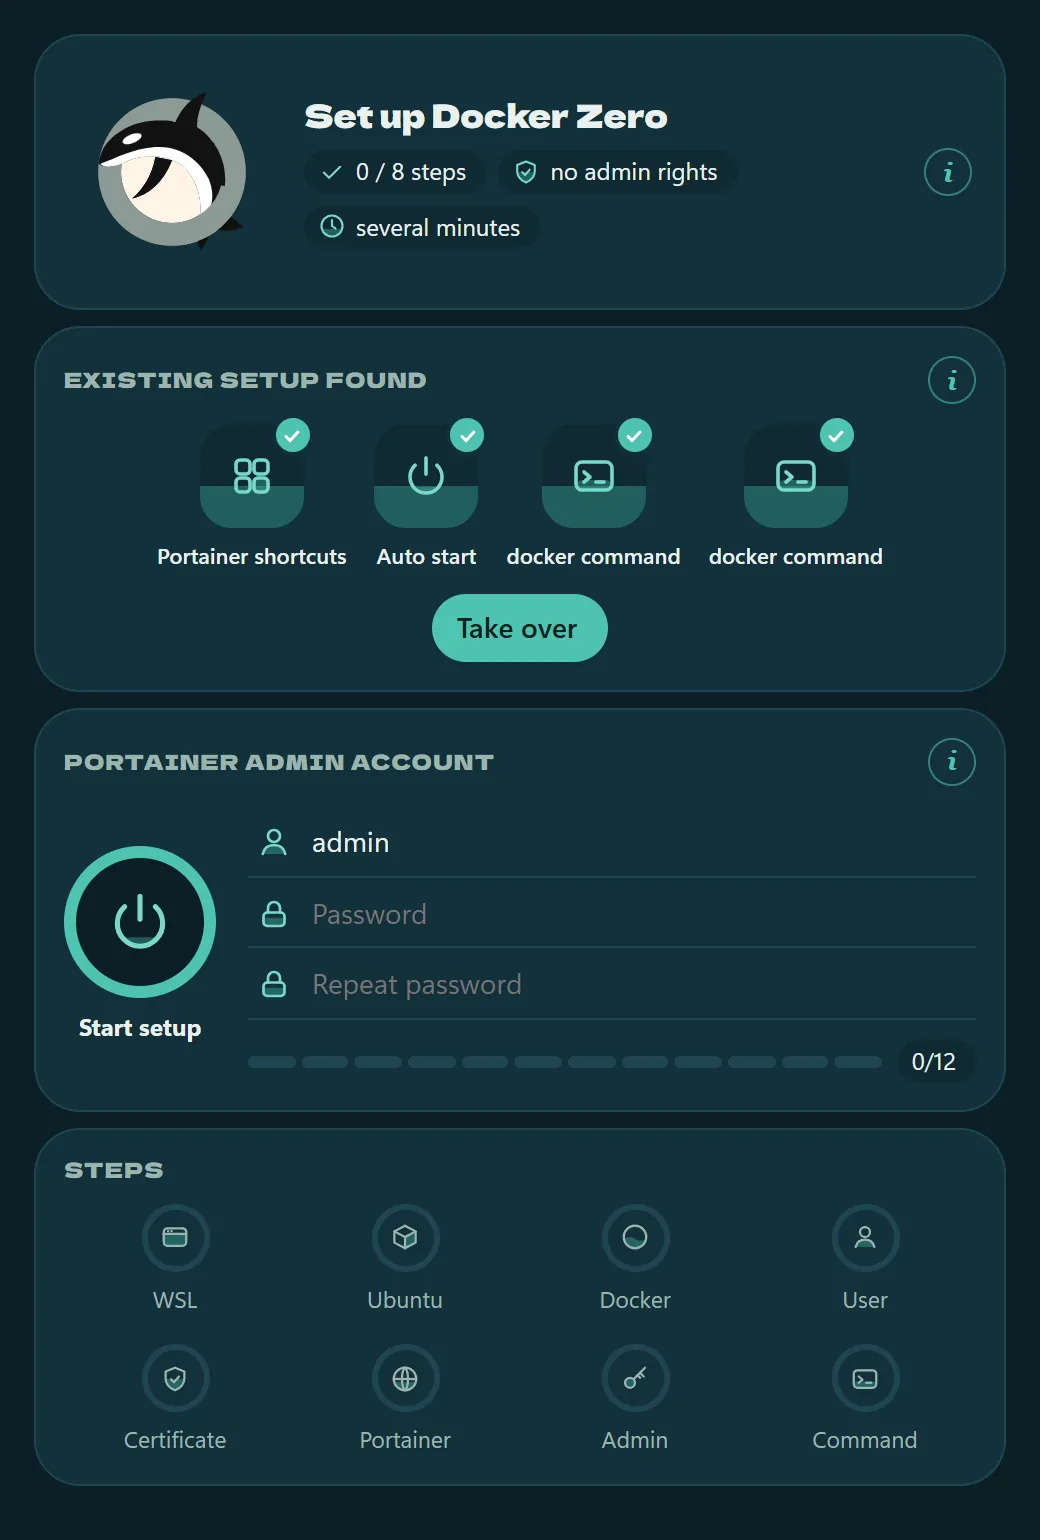 Set up Docker Zero
0 / 8 steps
no admin rights
several minutes
i
EXISTING SETUP FOUND
i
Portainer shortcuts
Auto start
docker command
docker command
Take over
PORTAINER ADMIN ACCOUNT
i
admin
Password
Repeat password
Start setup
0/12
STEPS
WSL
Ubuntu
Docker
User
Certificate
Portainer
Admin
Command